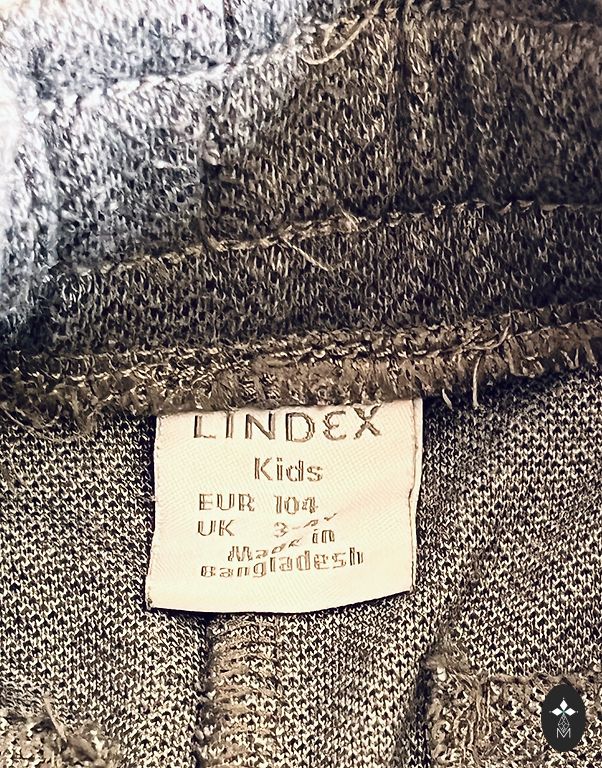 LINDEX
Kids
EUR 104
UK 3-4Y
Made in
Bangladesh
M